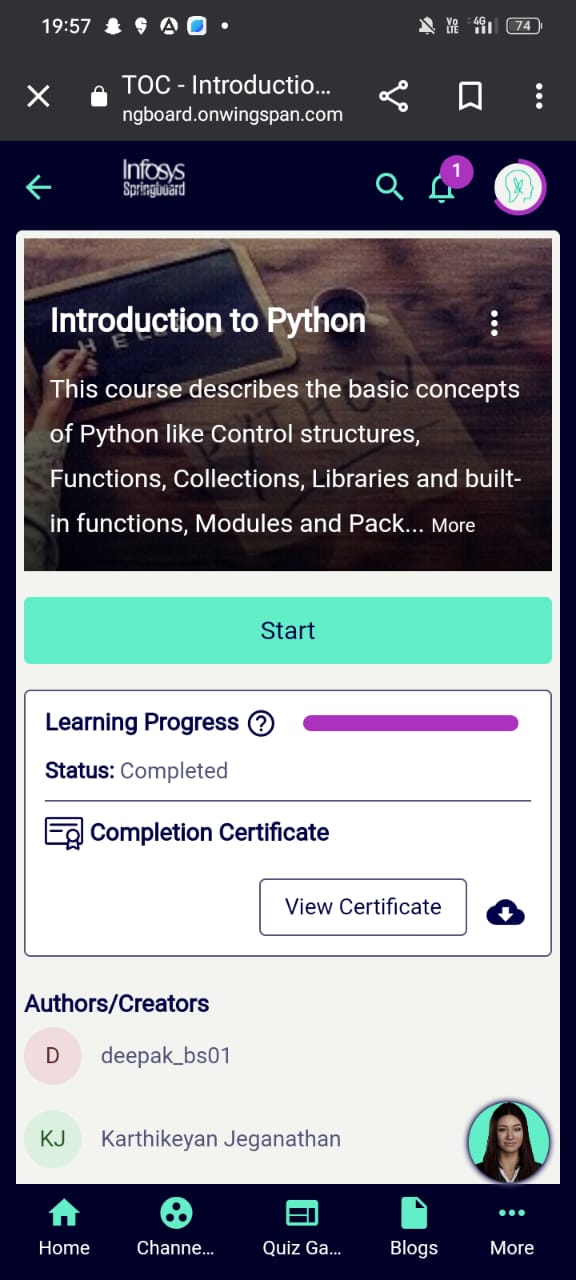 19:57
Vo LTE
4G
74
TOC - Introductio...
ngboard.onwingspan.com
Infosys
Springboard
1
Introduction to Python
This course describes the basic concepts
of Python like Control structures,
Functions, Collections, Libraries and built-
in functions, Modules and Pack... More
HELLO
PYTHON
Start
Learning Progress ?
Status: Completed
Completion Certificate
View Certificate
Authors/Creators
D
deepak_bs01
KJ
Karthikeyan Jeganathan
Home
Channe...
Quiz Ga...
Blogs
More